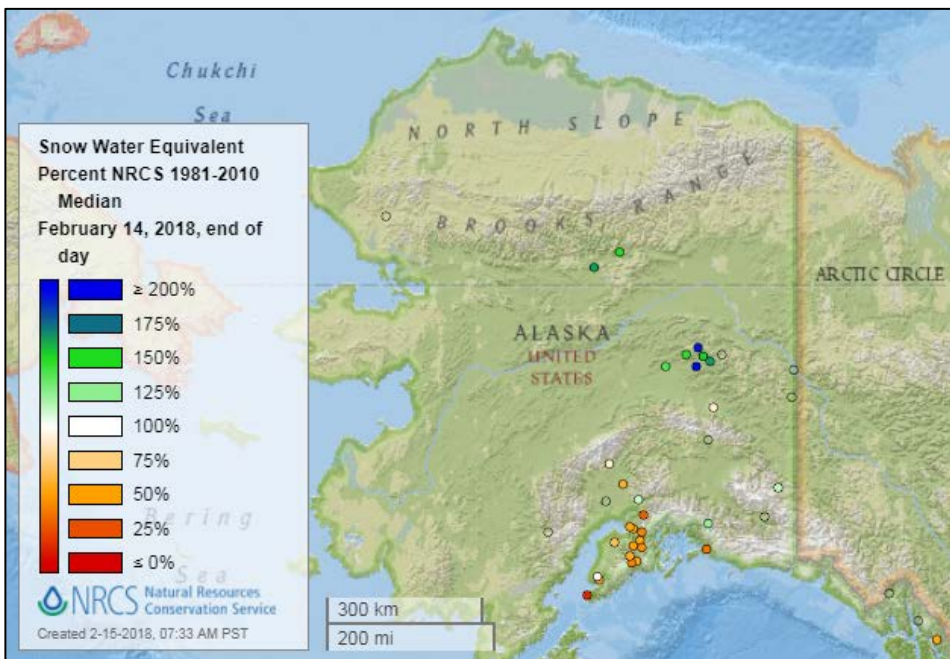 Chukchi
Sea
NORTH SLOPE
BROOKS RANGE
ARCTIC CIRCLE
ALASKA
UNITED
STATES
Bering
Sea
Snow Water Equivalent
Percent NRCS 1981-2010
Median
February 14, 2018, end of
day
≥ 200%
175%
150%
125%
100%
75%
50%
25%
≤ 0%
NRCS Natural Resources
Conservation Service
Created 2-15-2018, 07:33 AM PST
300 km
200 mi